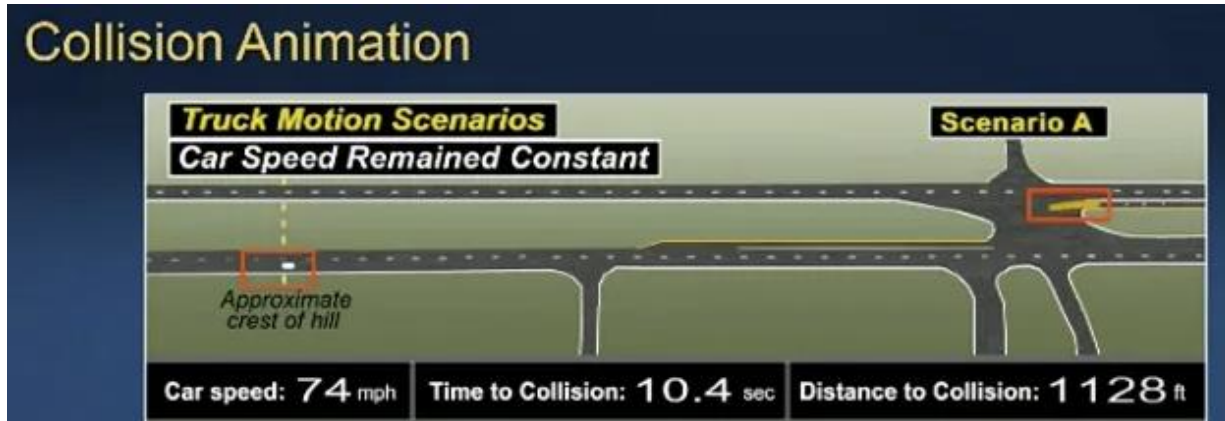 Collision Animation
Truck Motion Scenarios
Scenario A
Car Speed Remained Constant
Approximate
crest of hill
Car speed: 74 mph
Time to Collision: 10.4 sec
Distance to Collision: 1128 ft